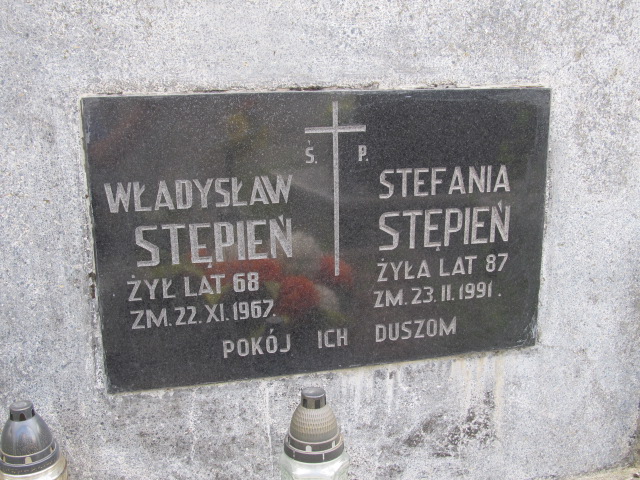 Ś. P.
WŁADYSŁAW
STĘPIEŃ
ŻYŁ LAT 68
ZM. 22. XI. 1967.
STEFANIA
STĘPIEŃ
ŻYŁA LAT 87
ZM. 23. II. 1991.
POKÓJ ICH DUSZOM